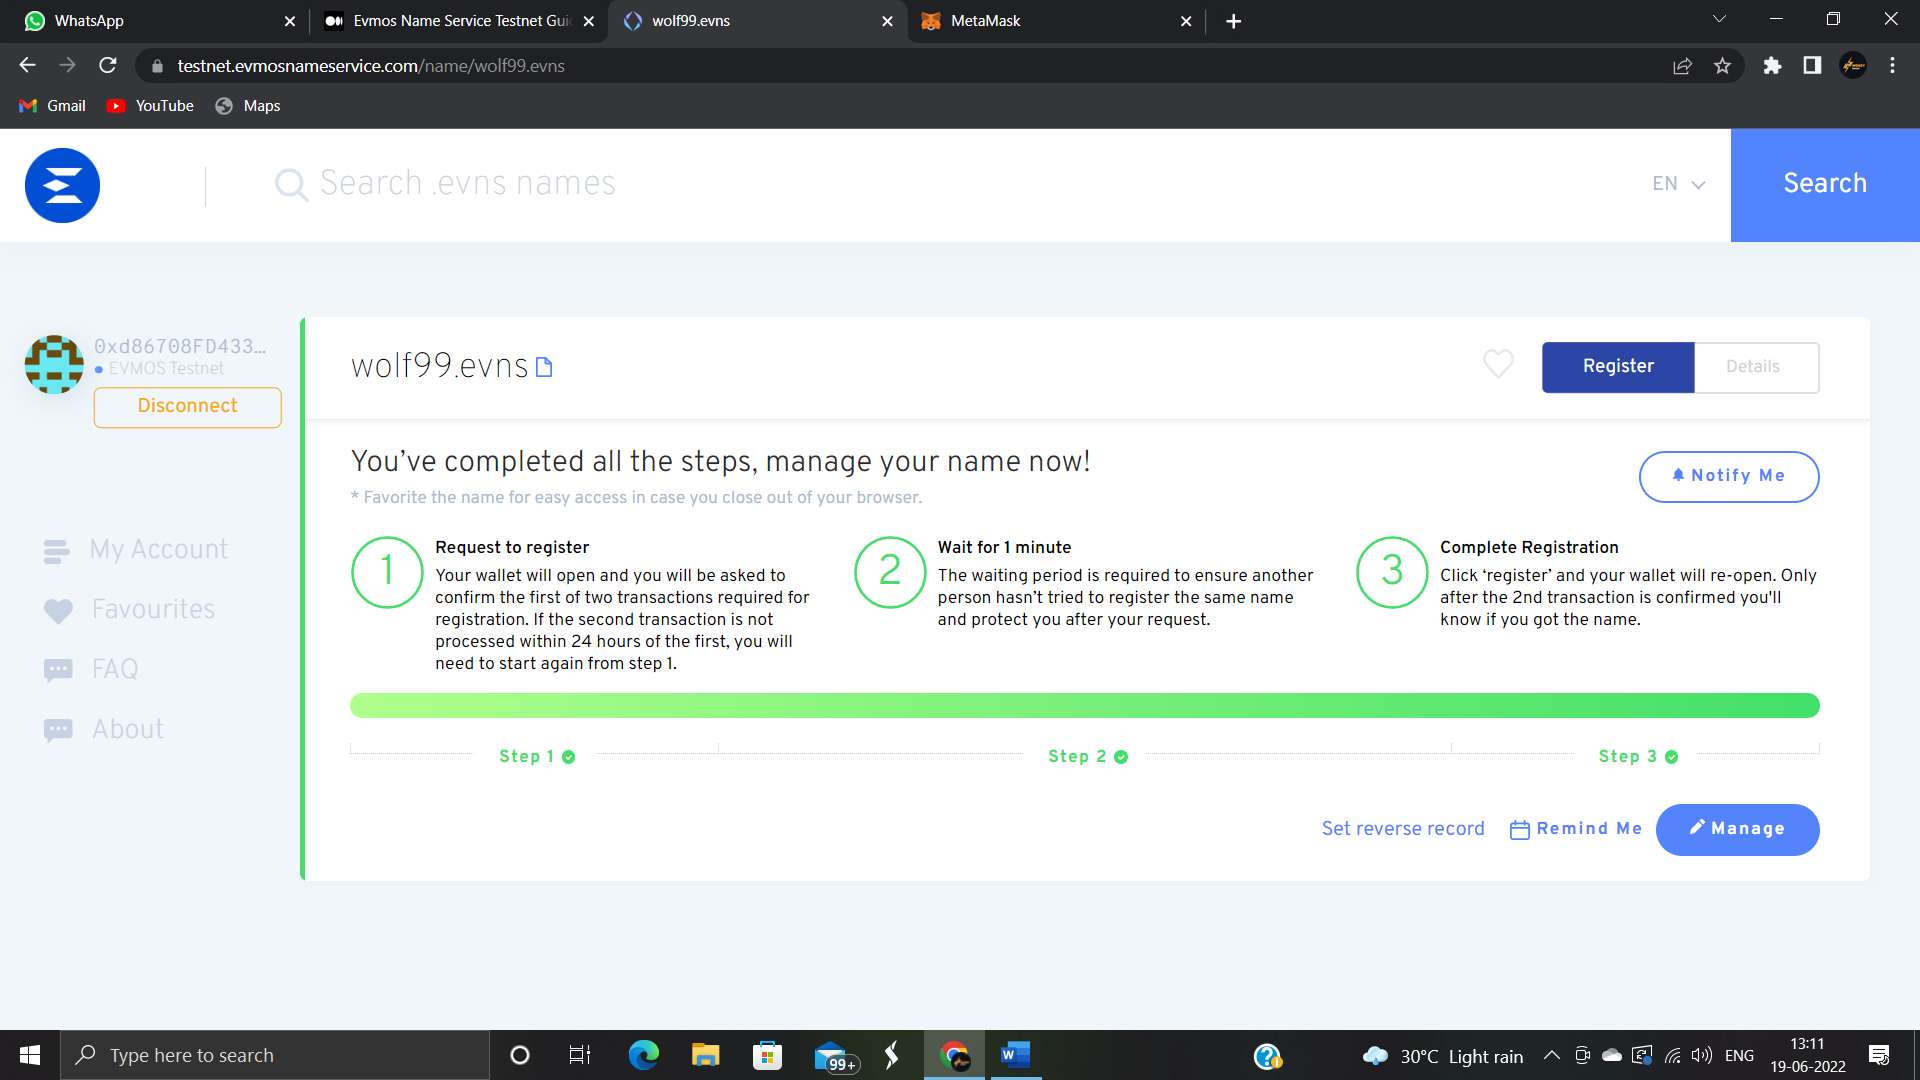 WhatsApp
Evmos Name Service Testnet Gui
wolf99.evns
MetaMask
testnet.evmosnameservice.com/name/wolf99.evns
Gmail
YouTube
Maps
Search .evns names
EN
Search
0xd86708FD433...
EVMOS Testnet
Disconnect
My Account
Favourites
FAQ
About
wolf99.evns
Register
Details
You’ve completed all the steps, manage your name now!
* Favorite the name for easy access in case you close out of your browser.
Notify Me
1
Request to register
Your wallet will open and you will be asked to
confirm the first of two transactions required for
registration. If the second transaction is not
processed within 24 hours of the first, you will
need to start again from step 1.
2
Wait for 1 minute
The waiting period is required to ensure another
person hasn’t tried to register the same name
and protect you after your request.
3
Complete Registration
Click ‘register’ and your wallet will re-open. Only
after the 2nd transaction is confirmed you'll
know if you got the name.
Step 1
Step 2
Step 3
Set reverse record
Remind Me
Manage
Type here to search
99+
30°C Light rain
ENG
13:11
19-06-2022